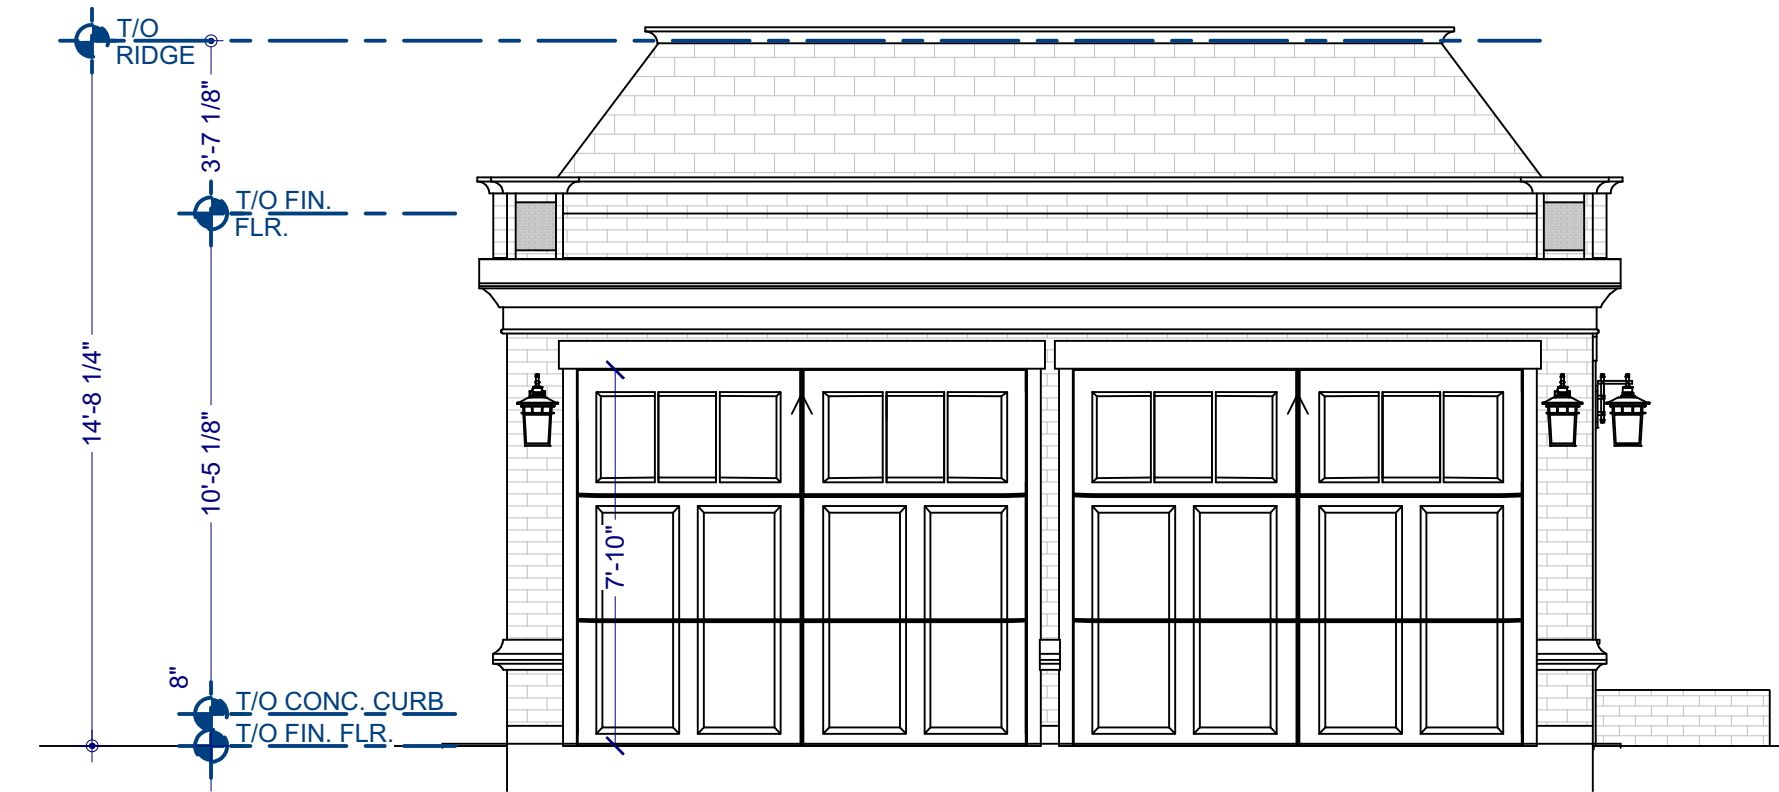 T/O
RIDGE
3'-7 1/8"
T/O FIN.
FLR.
14'-8 1/4"
10'-5 1/8"
7'-10"
8"
T/O CONC. CURB
T/O FIN. FLR.